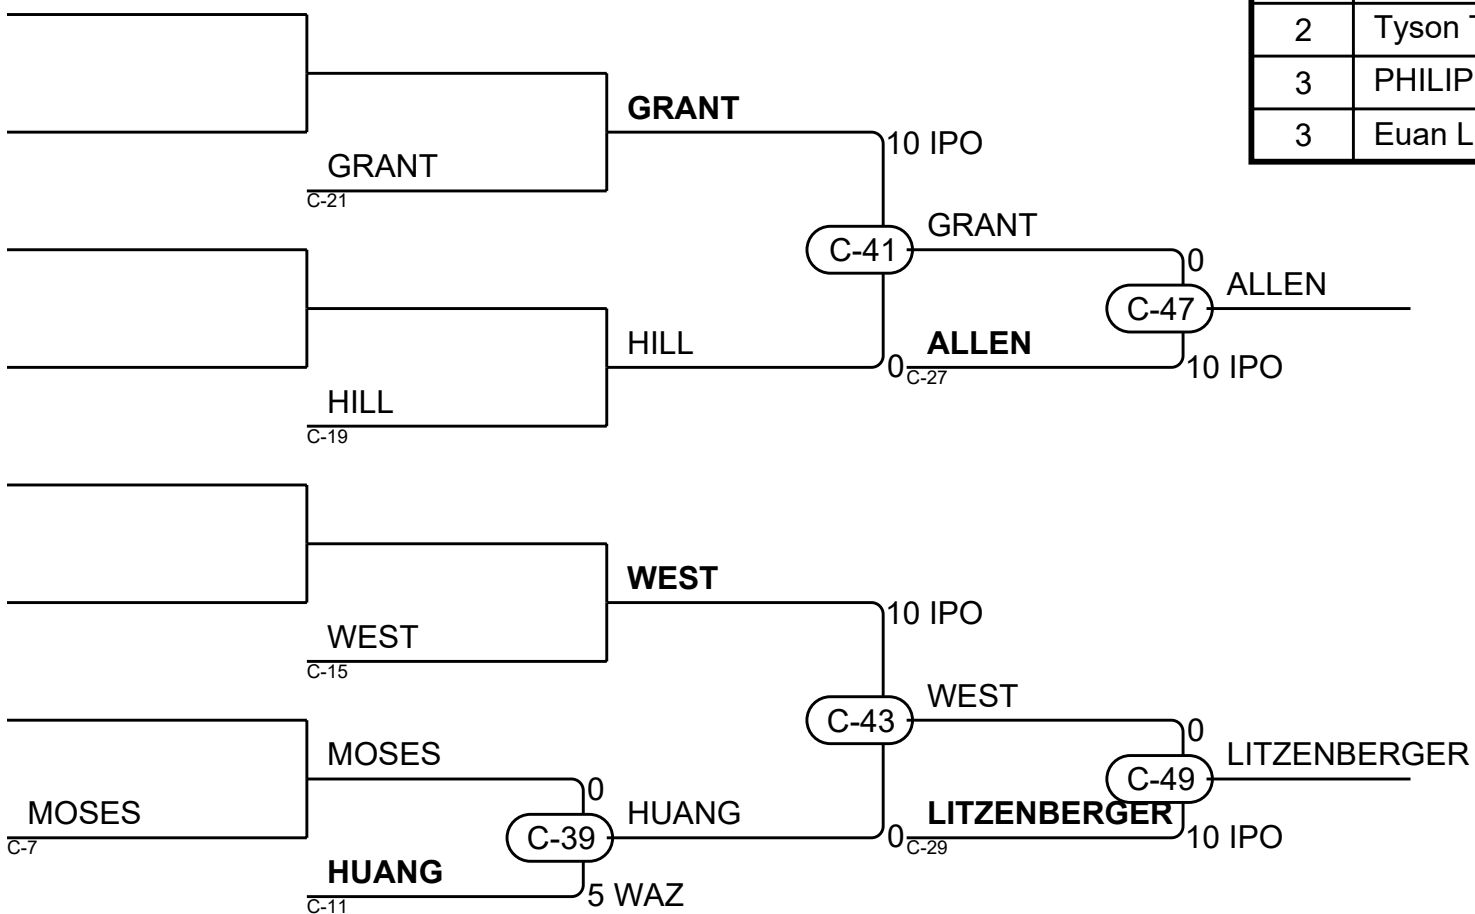 2 Tyson
3 PHILIP
3 Euan L
GRANT
10 IPO
GRANT
C-21
GRANT
C-41
0
ALLEN
C-47
HILL
0
ALLEN
C-27
10 IPO
HILL
C-19
WEST
10 IPO
WEST
C-15
WEST
C-43
0
MOSES
LITZENBERGER
C-49
0
MOSES
C-7
HUANG
LITZENBERGER
C-39
0
C-29
10 IPO
HUANG
C-11
5 WAZ